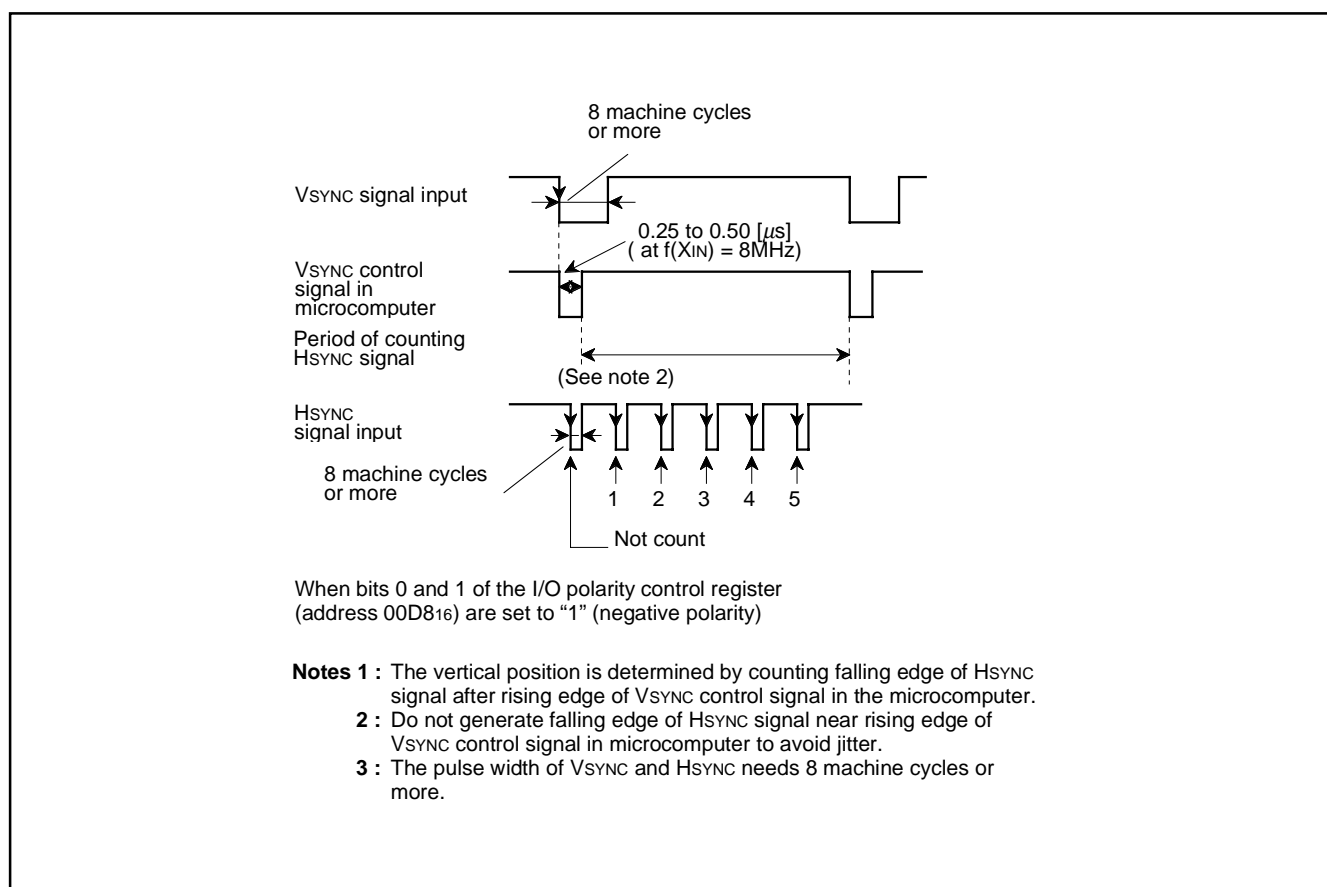 8 machine cycles
or more
VSYNC signal input
0.25 to 0.50 [μs]
( at f(XIN) = 8MHz)
VSYNC control
signal in
microcomputer
Period of counting
HSYNC signal
(See note 2)
HSYNC
signal input
8 machine cycles
or more
1 2 3 4 5
Not count
When bits 0 and 1 of the I/O polarity control register
(address 00D816) are set to “1” (negative polarity)
Notes 1 : The vertical position is determined by counting falling edge of HSYNC
signal after rising edge of VSYNC control signal in the microcomputer.
2 : Do not generate falling edge of HSYNC signal near rising edge of
VSYNC control signal in microcomputer to avoid jitter.
3 : The pulse width of VSYNC and HSYNC needs 8 machine cycles or
more.